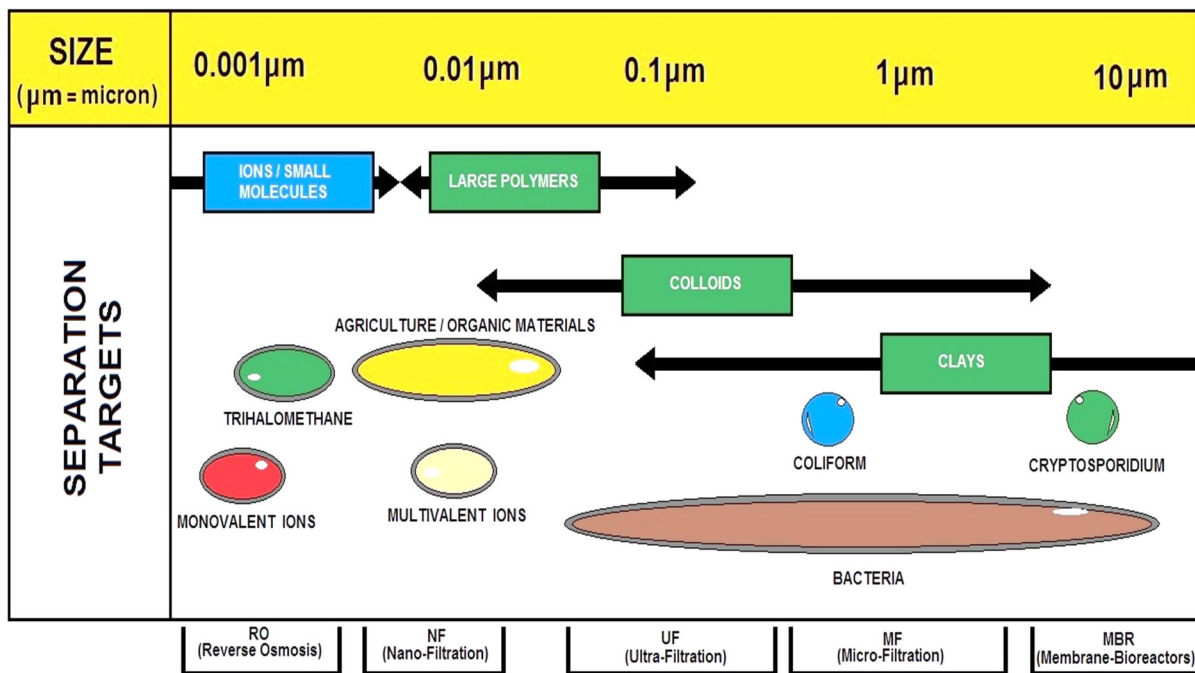 SIZE
(µm = micron)
0.001µm
0.01µm
0.1µm
1µm
10µm
SEPARATION
TARGETS
IONS / SMALL
MOLECULES
LARGE POLYMERS
COLLOIDS
AGRICULTURE / ORGANIC MATERIALS
CLAYS
TRIHALOMETHANE
COLIFORM
CRYPTOSPORIDIUM
MONOVALENT IONS
MULTIVALENT IONS
BACTERIA
RO
(Reverse Osmosis)
NF
(Nano-Filtration)
UF
(Ultra-Filtration)
MF
(Micro-Filtration)
MBR
(Membrane-Bioreactors)